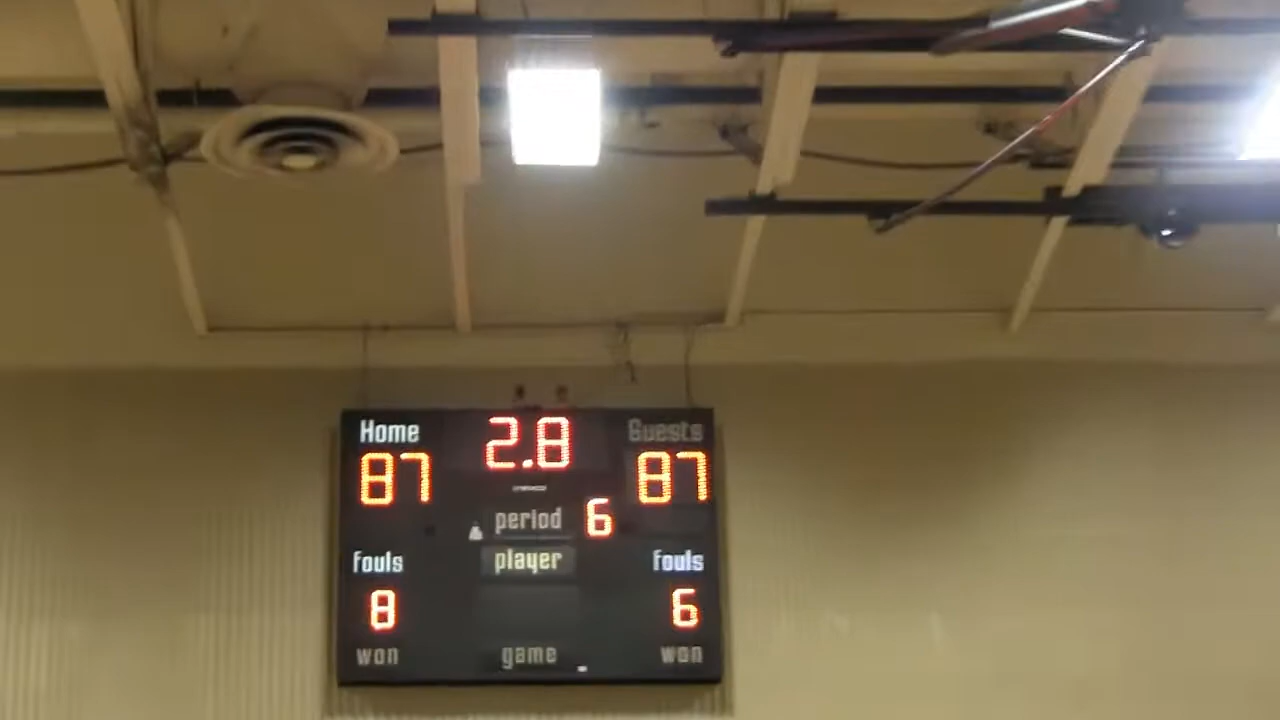 Home 2.8 Guests
87 87
period 6
fouls player fouls
8 6
won game won